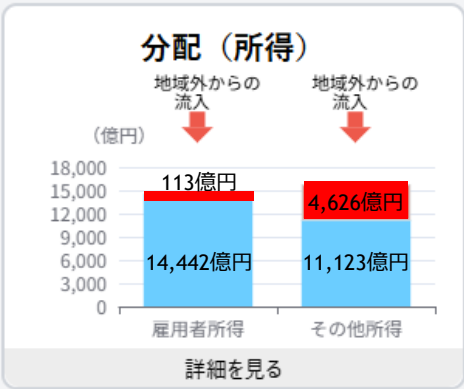 分配（所得）
地域外からの
流入
地域外からの
流入
（億円）
18,000
15,000
12,000
9,000
6,000
3,000
0
113億円
14,442億円
4,626億円
11,123億円
雇用者所得
その他所得
詳細を見る